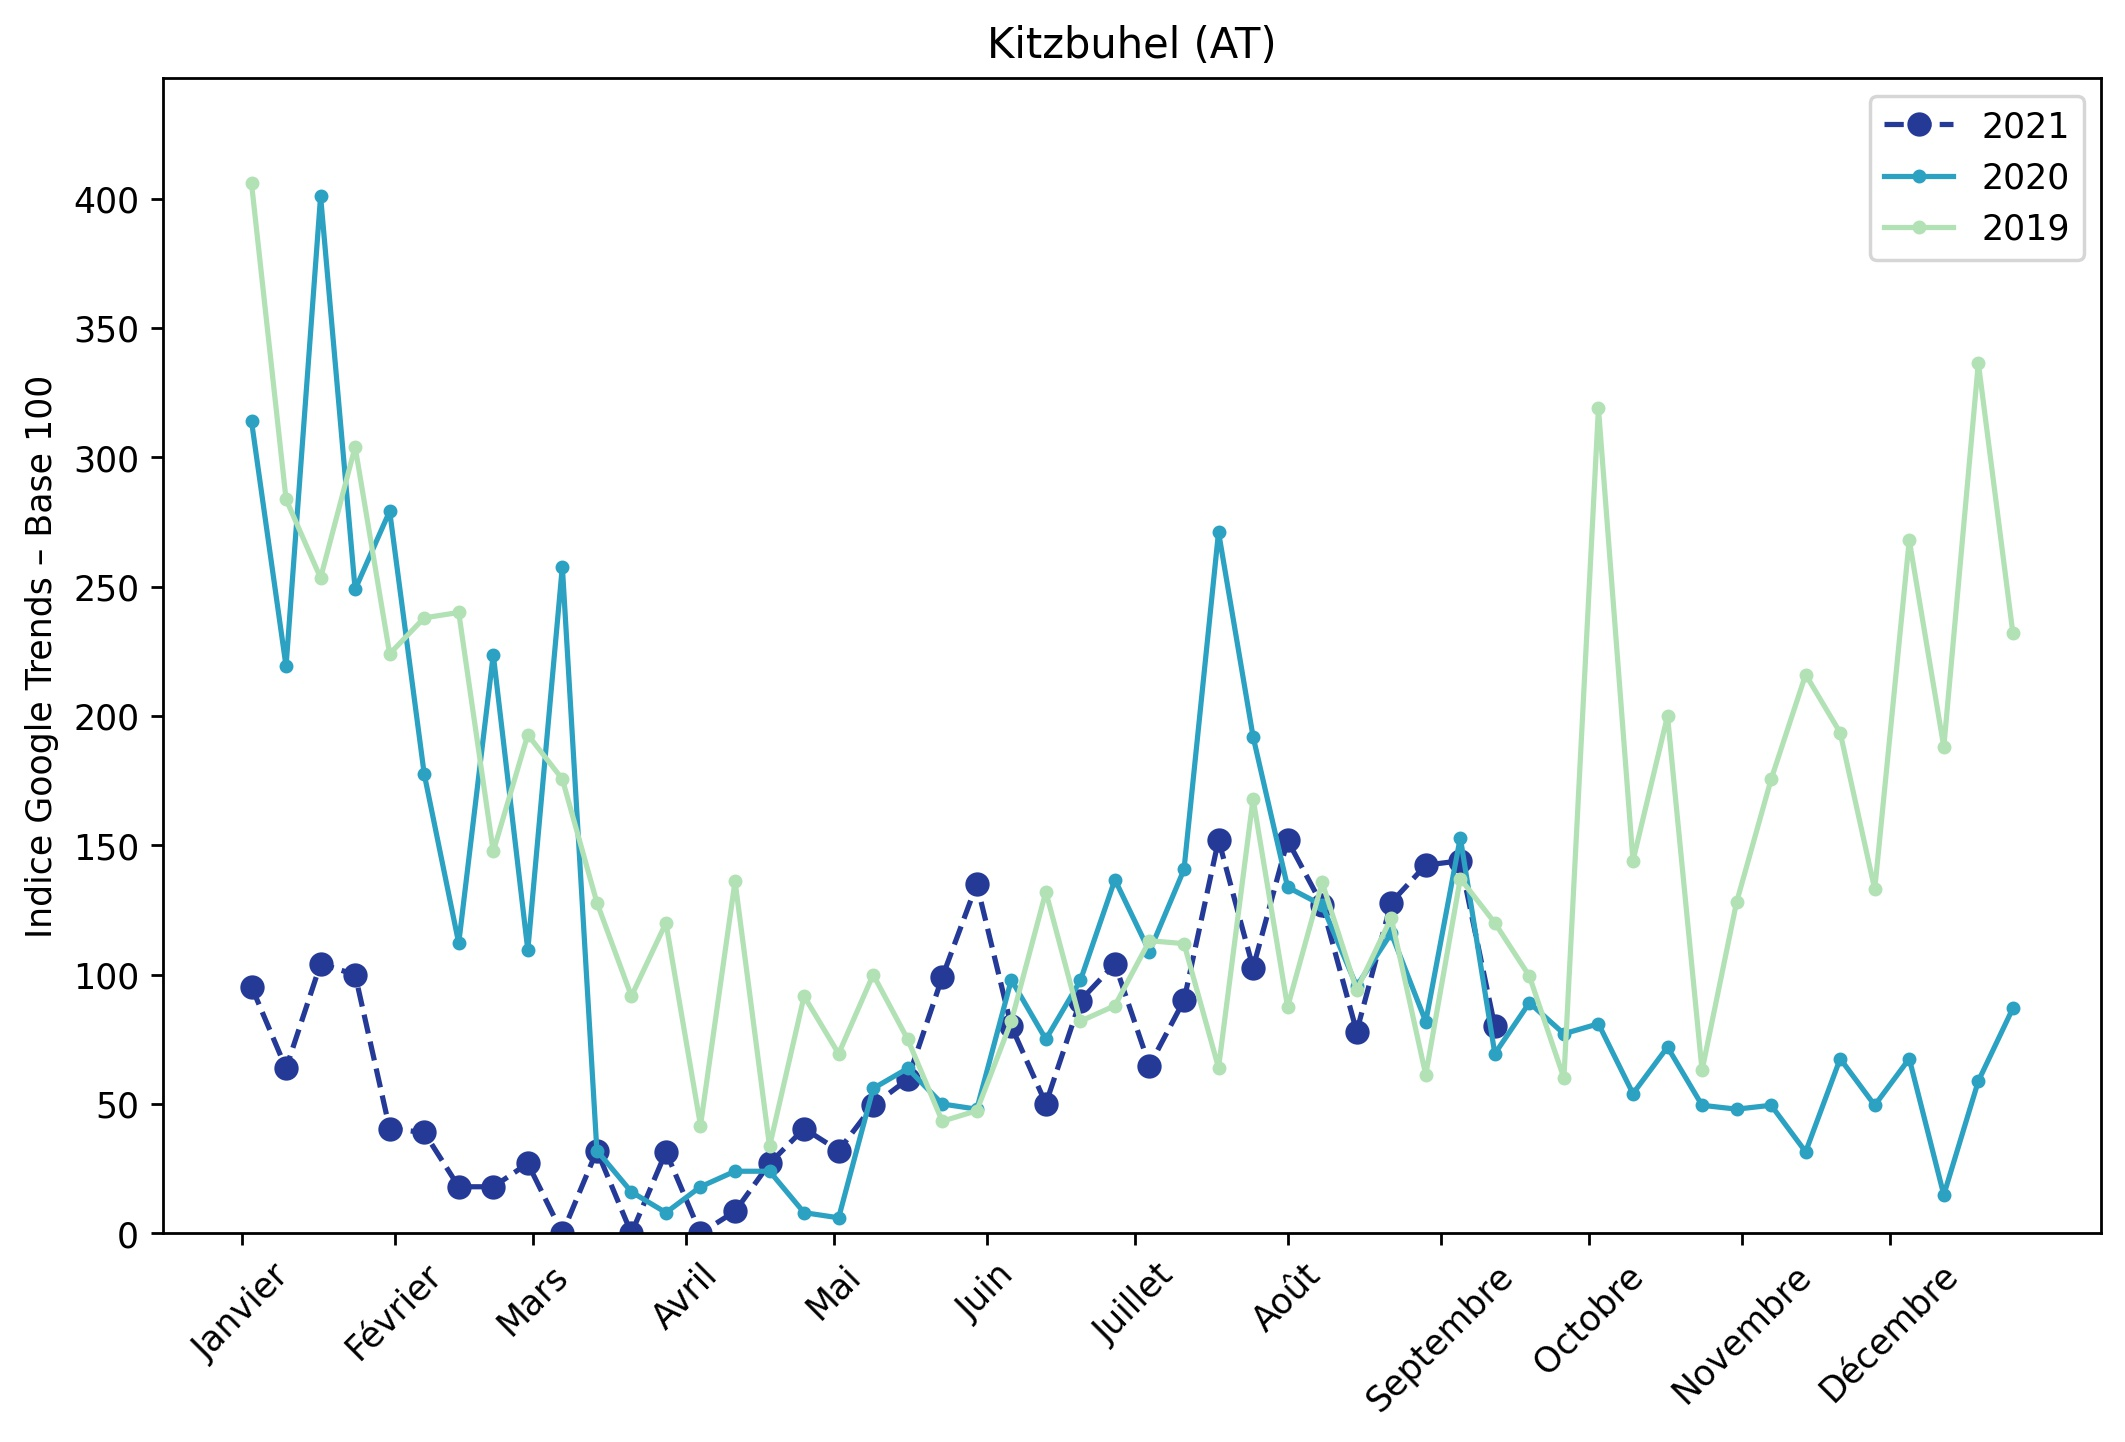 Kitzbuhel (AT)
2021
2020
2019
Indice Google Trends – Base 100
400
350
300
250
200
150
100
50
0
Janvier
Février
Mars
Avril
Mai
Juin
Juillet
Août
Septembre
Octobre
Novembre
Décembre